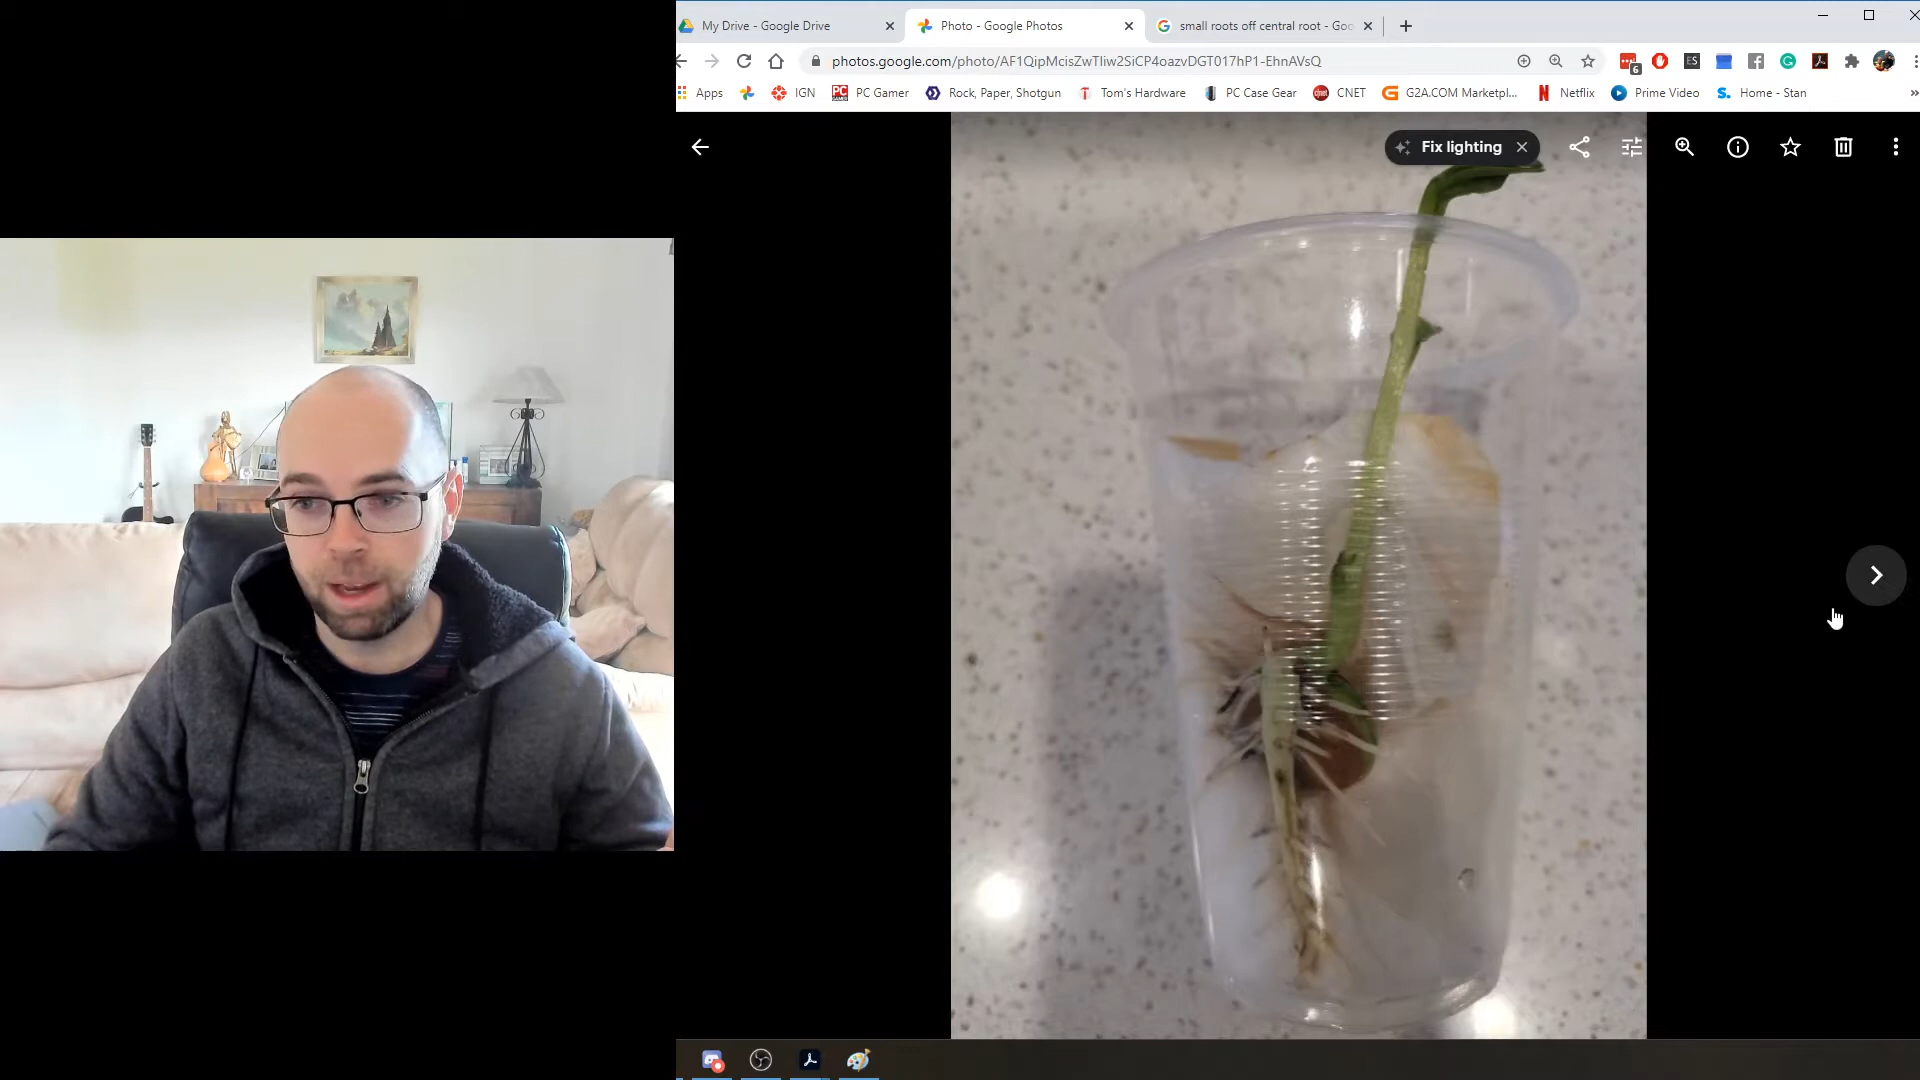 My Drive - Google Drive
Photo - Google Photos
small roots off central root - Goo
photos.google.com/photo/AF1QipMcisZwTliw2SiCP4oazvDGT017hP1-EhnAVsQ
6
ES
Apps
IGN
PC Gamer
Rock, Paper, Shotgun
Tom's Hardware
PC Case Gear
CNET
G2A.COM Marketpl...
Netflix
Prime Video
Home - Stan
Fix lighting